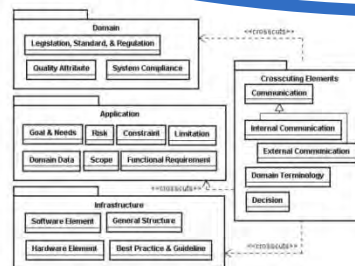 Domain
Legislation, Standard, & Regulation
Quality Attribute
System Compliance
<<crosscuts>>
Crosscuting Elements
Communication
Internal Communication
External Communication
Domain Terminology
Decision
Application
Goal & Needs
Risk
Constraint
Limitation
Domain Data
Scope
Functional Requirement
<<crosscuts>>
Infrastructure
Software Element
General Structure
Hardware Element
Best Practice & Guideline
<<crosscuts>>